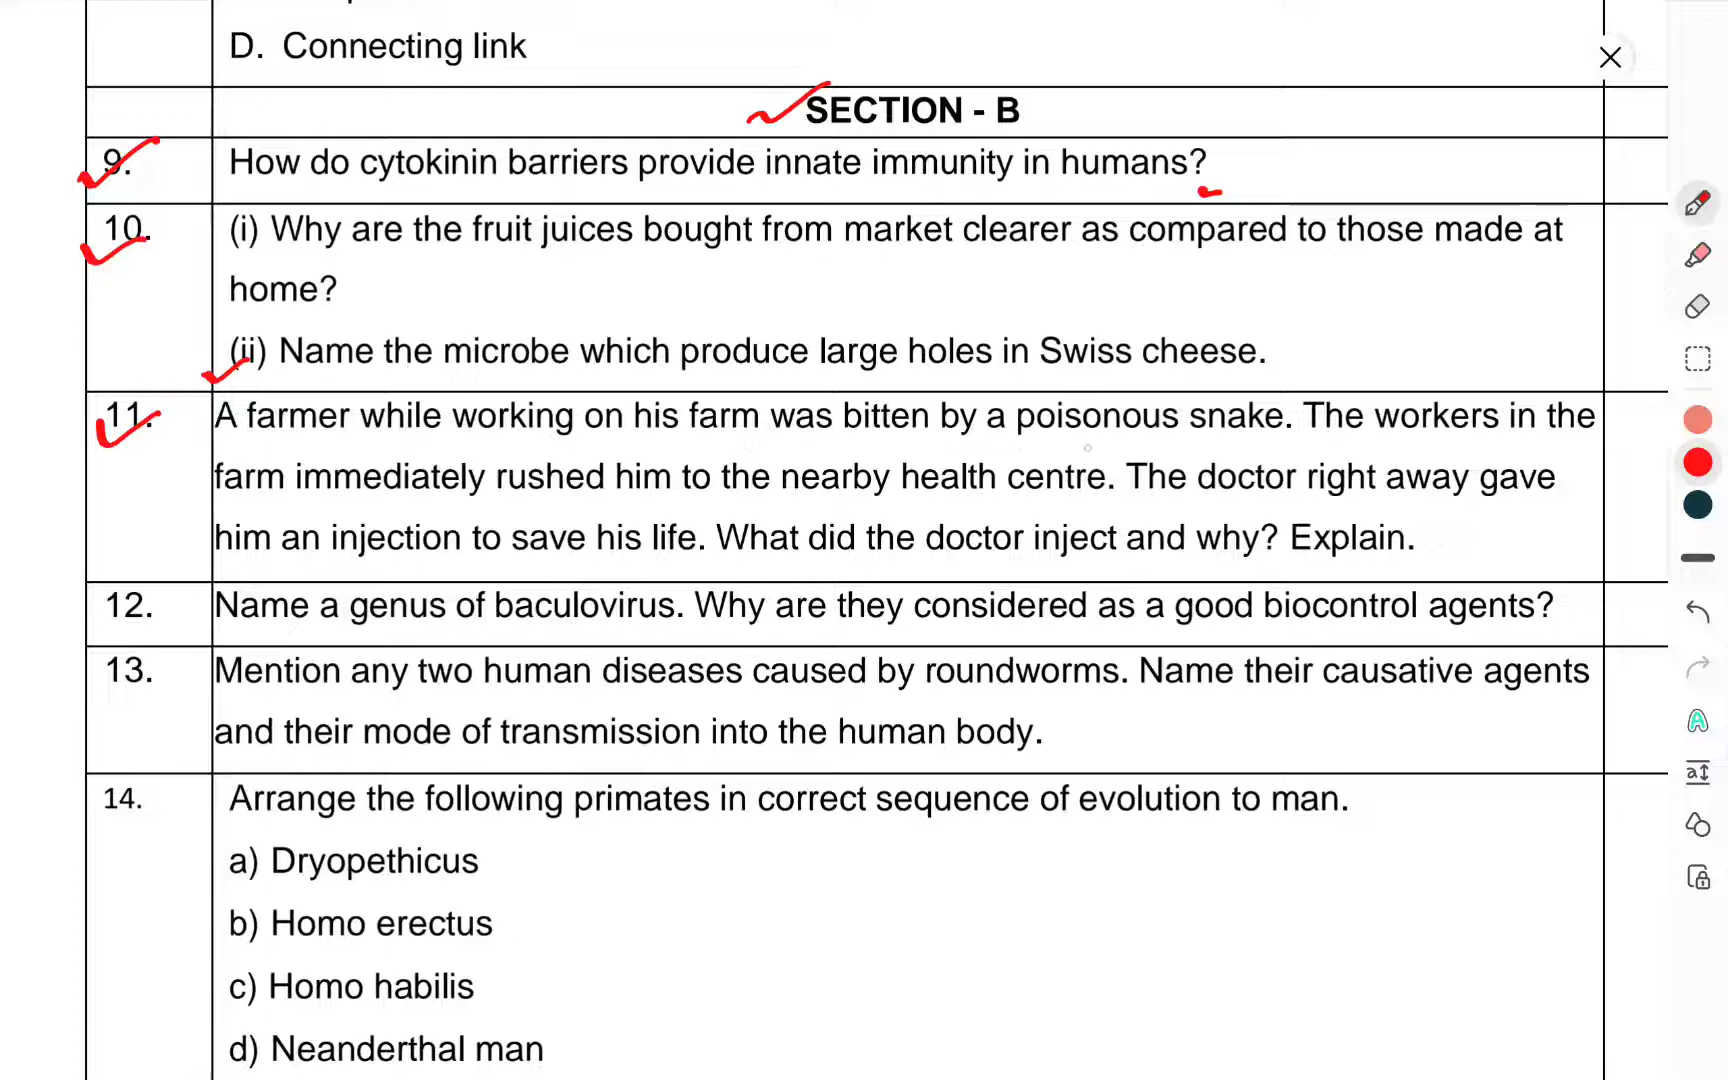 D. Connecting link
SECTION - B
9. How do cytokinin barriers provide innate immunity in humans?
10. (i) Why are the fruit juices bought from market clearer as compared to those made at
home?
(ii) Name the microbe which produce large holes in Swiss cheese.
11. A farmer while working on his farm was bitten by a poisonous snake. The workers in the
farm immediately rushed him to the nearby health centre. The doctor right away gave
him an injection to save his life. What did the doctor inject and why? Explain.
12. Name a genus of baculovirus. Why are they considered as a good biocontrol agents?
13. Mention any two human diseases caused by roundworms. Name their causative agents
and their mode of transmission into the human body.
14. Arrange the following primates in correct sequence of evolution to man.
a) Dryopethicus
b) Homo erectus
c) Homo habilis
d) Neanderthal man